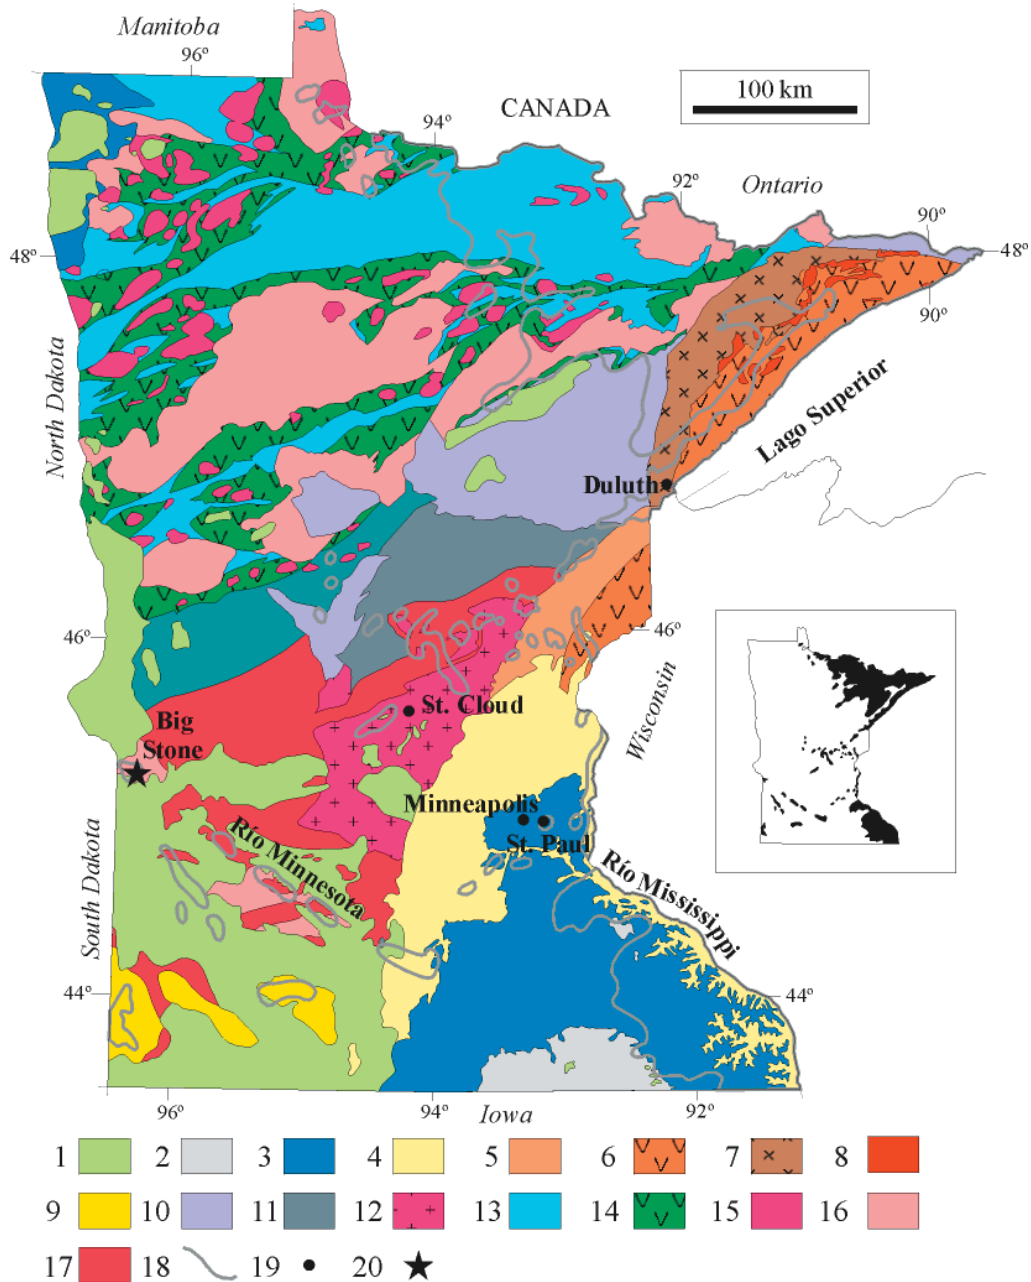 Manitoba
96º
CANADA
100 km
94º
92º
Ontario
90º
48º
48º
90º
North Dakota
Lago Superior
Duluth
46º
46º
Wisconsin
Big
Stone
St. Cloud
Minneapolis
St. Paul
Río Minnesota
Río Mississippi
South Dakota
44º
44º
96º
94º
92º
Iowa
1 2 3 4 5 6 7 8
9 10 11 12 13 14 15 16
17 18 19 20